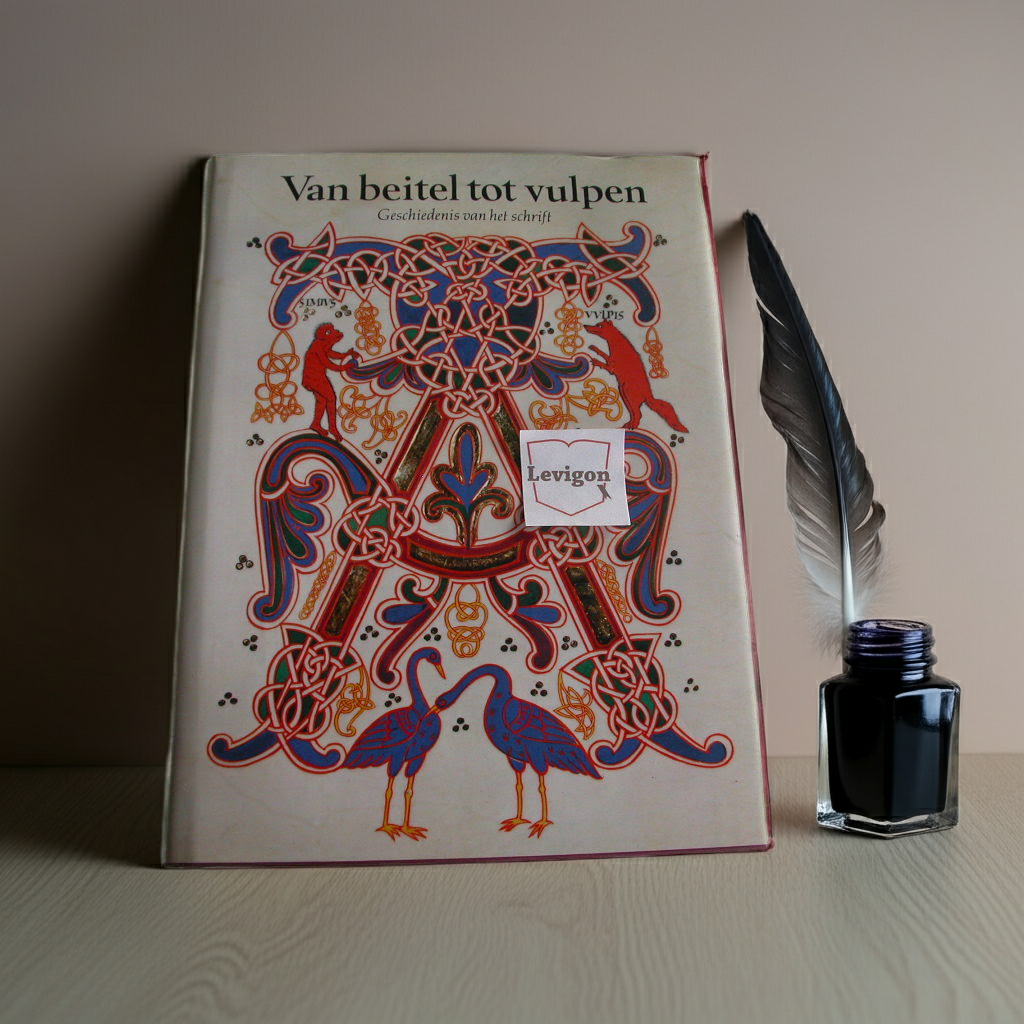 Van beitel tot vulpen
Geschiedenis van het schrift
SIMIVS
VVLPIS
Levigon